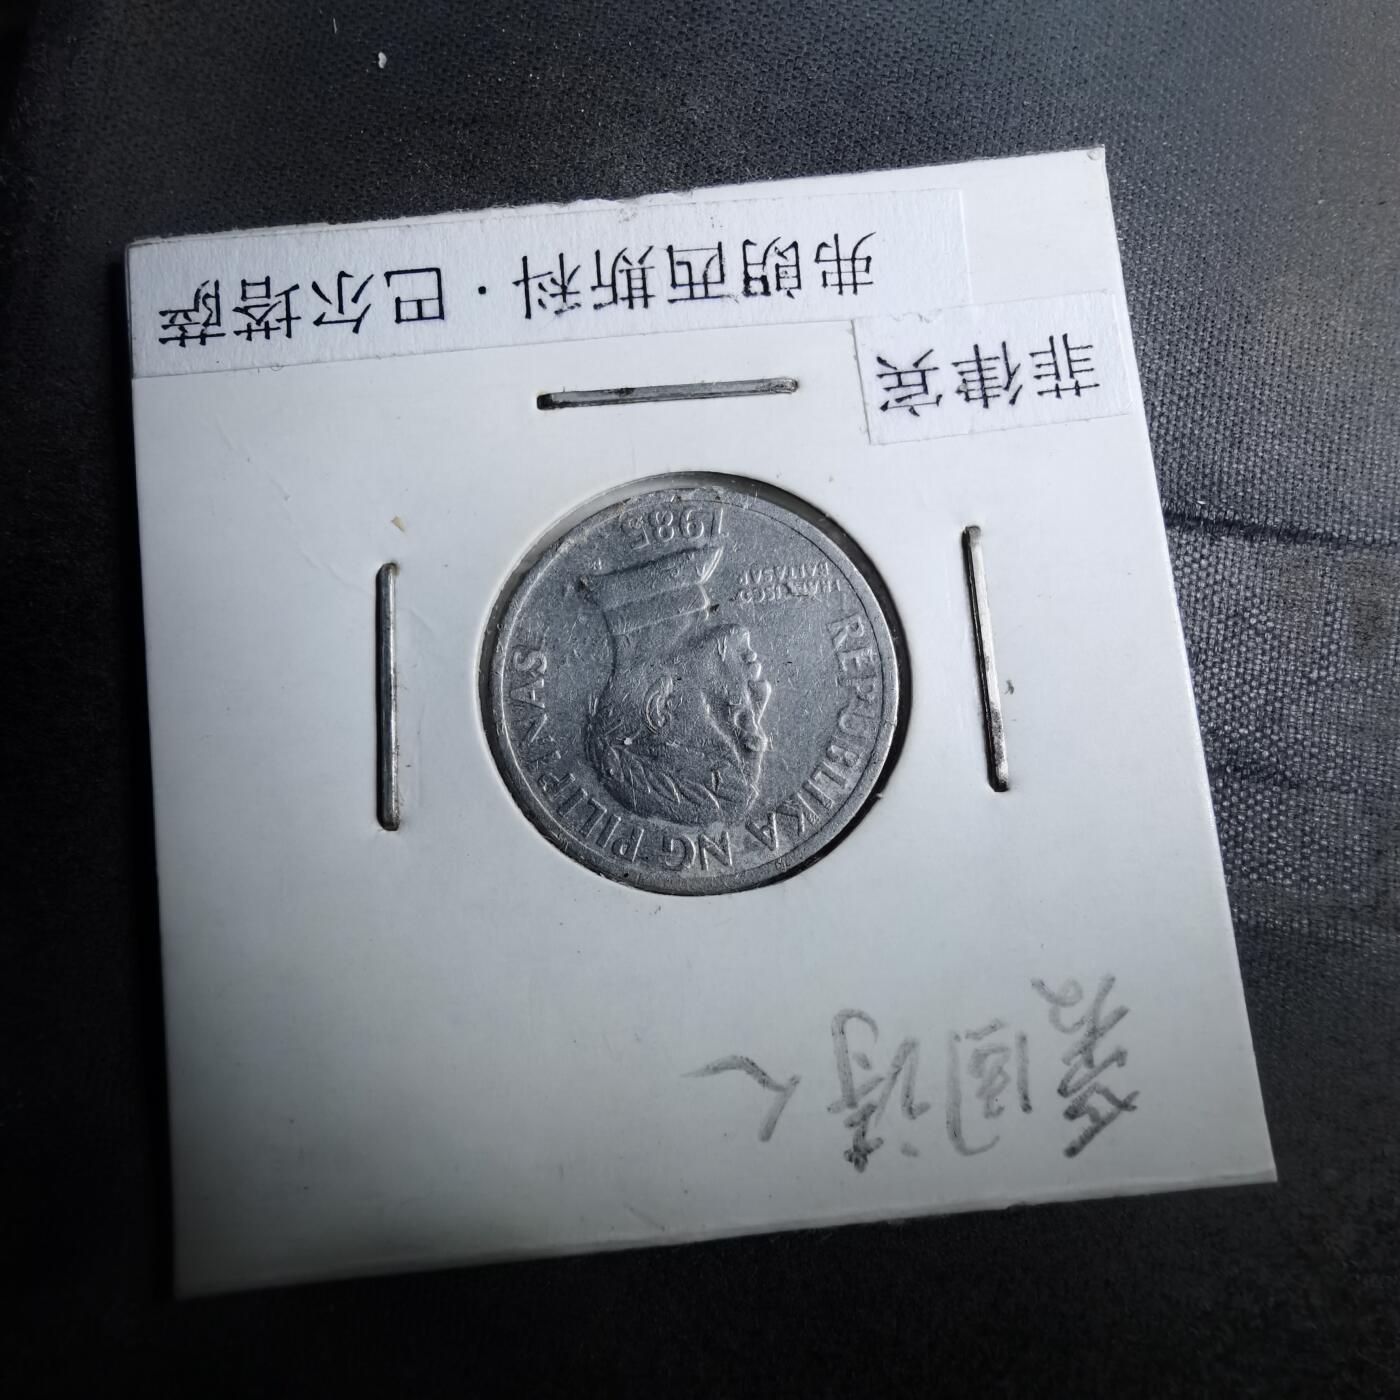 爱国诗人
REPUBLIKA NG PILIPINAS
FRANCISCO
BALTASAR
1985
菲律宾
弗朗西斯科·巴尔塔萨